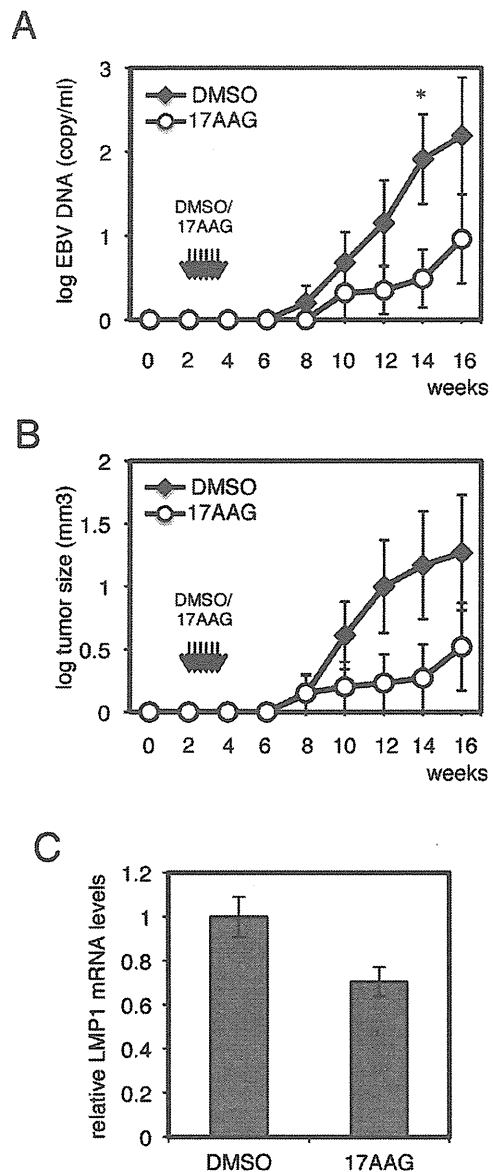 A
log EBV DNA (copy/ml)
3
2
1
0
DMSO
17AAG
*
DMSO/
17AAG
0 2 4 6 8 10 12 14 16
weeks
B
log tumor size (mm3)
2
1.5
1
0.5
0
DMSO
17AAG
DMSO/
17AAG
0 2 4 6 8 10 12 14 16
weeks
C
relative LMP1 mRNA levels
1.2
1
0.8
0.6
0.4
0.2
0
DMSO 17AAG